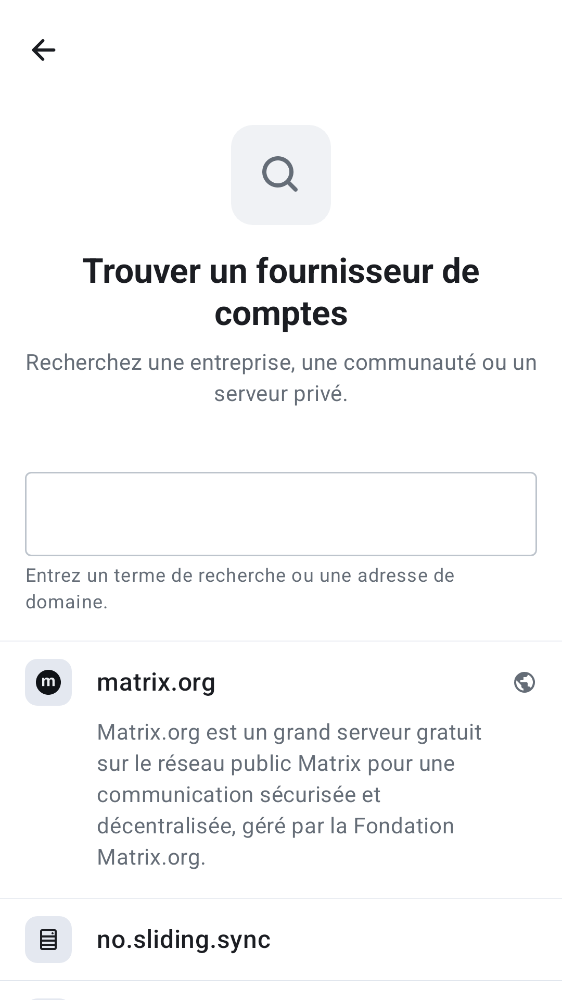 Trouver un fournisseur de
comptes
Recherchez une entreprise, une communauté ou un
serveur privé.
Entrez un terme de recherche ou une adresse de
domaine.
m
matrix.org
Matrix.org est un grand serveur gratuit
sur le réseau public Matrix pour une
communication sécurisée et
décentralisée, géré par la Fondation
Matrix.org.
no.sliding.sync